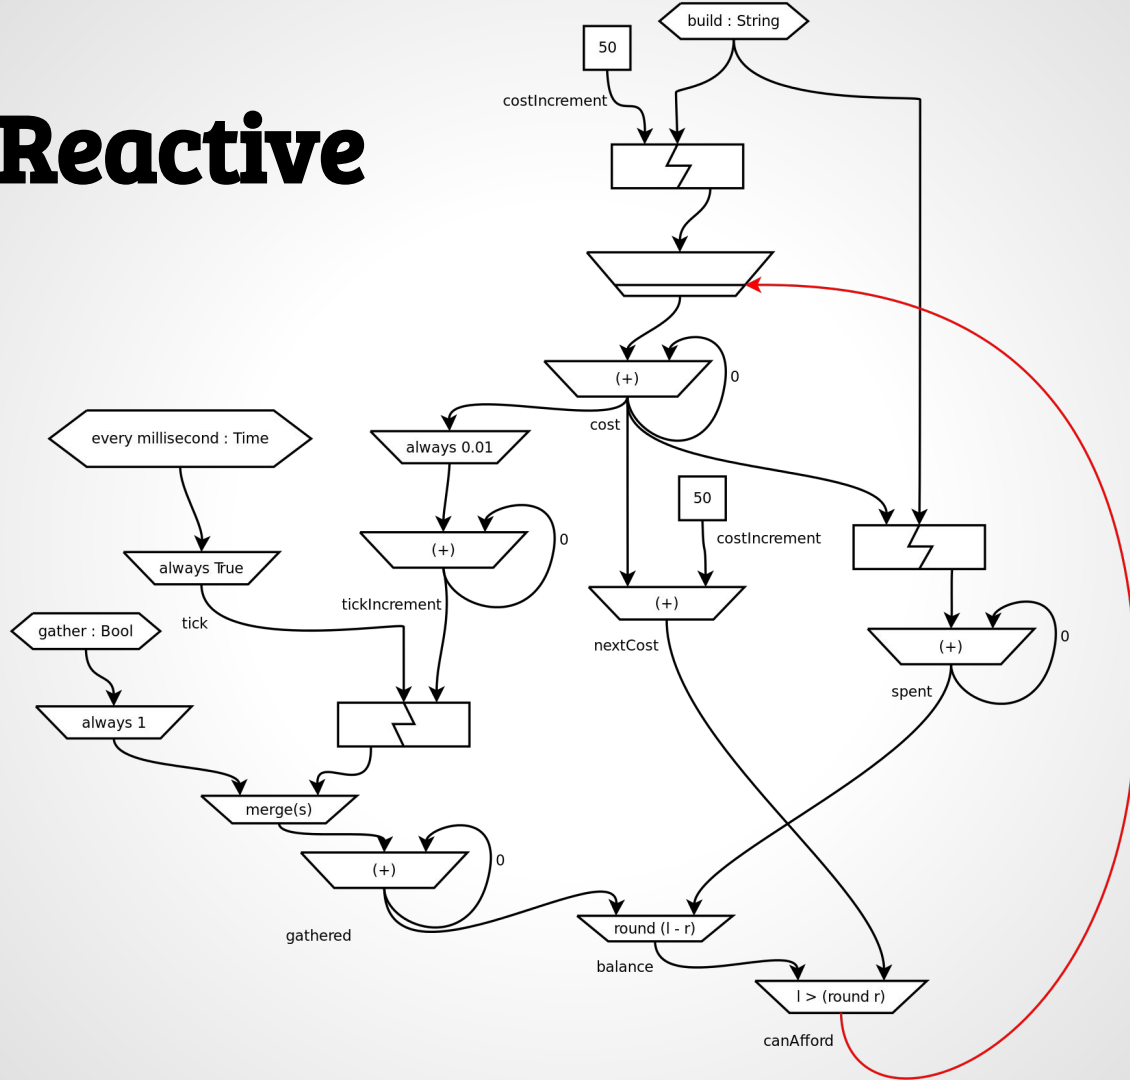 build : String
50
costIncrement
Reactive
(+)
0
cost
every millisecond : Time
always 0.01
50
costIncrement
(+)
0
always True
tickIncrement
(+)
nextCost
tick
gather : Bool
(+)
0
spent
always 1
merge(s)
(+)
0
gathered
round (l - r)
balance
l > (round r)
canAfford